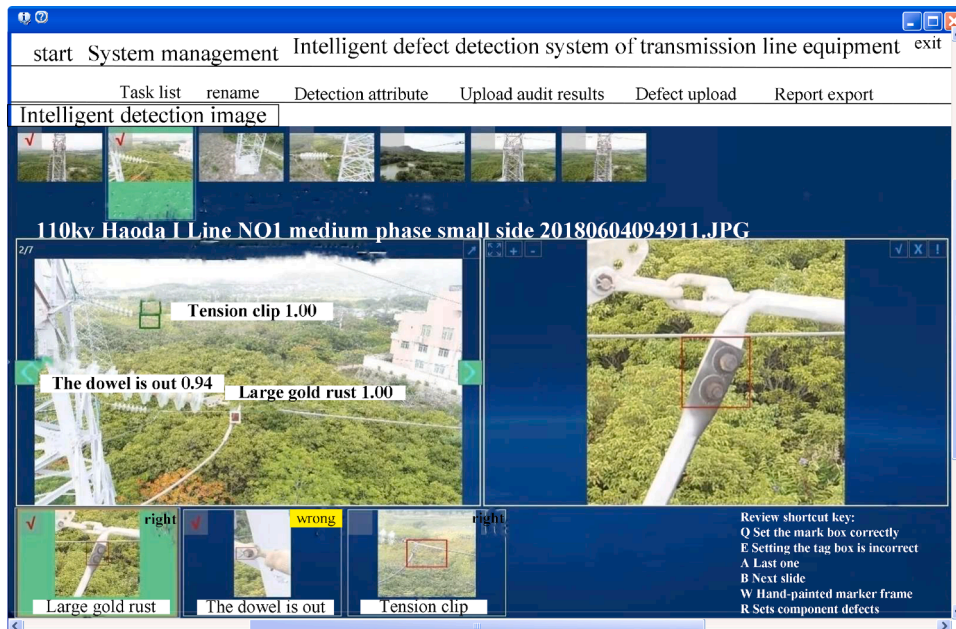 start System management Intelligent defect detection system of transmission line equipment exit
Task list rename Detection attribute Upload audit results Defect upload Report export
Intelligent detection image
110kv Haoda I Line NO1 medium phase small side 20180604094911.JPG
2/7
Tension clip 1.00
The dowel is out 0.94
Large gold rust 1.00
right
Large gold rust
wrong
The dowel is out
right
Tension clip
Review shortcut key:
Q Set the mark box correctly
E Setting the tag box is incorrect
A Last one
B Next slide
W Hand-painted marker frame
R Sets component defects